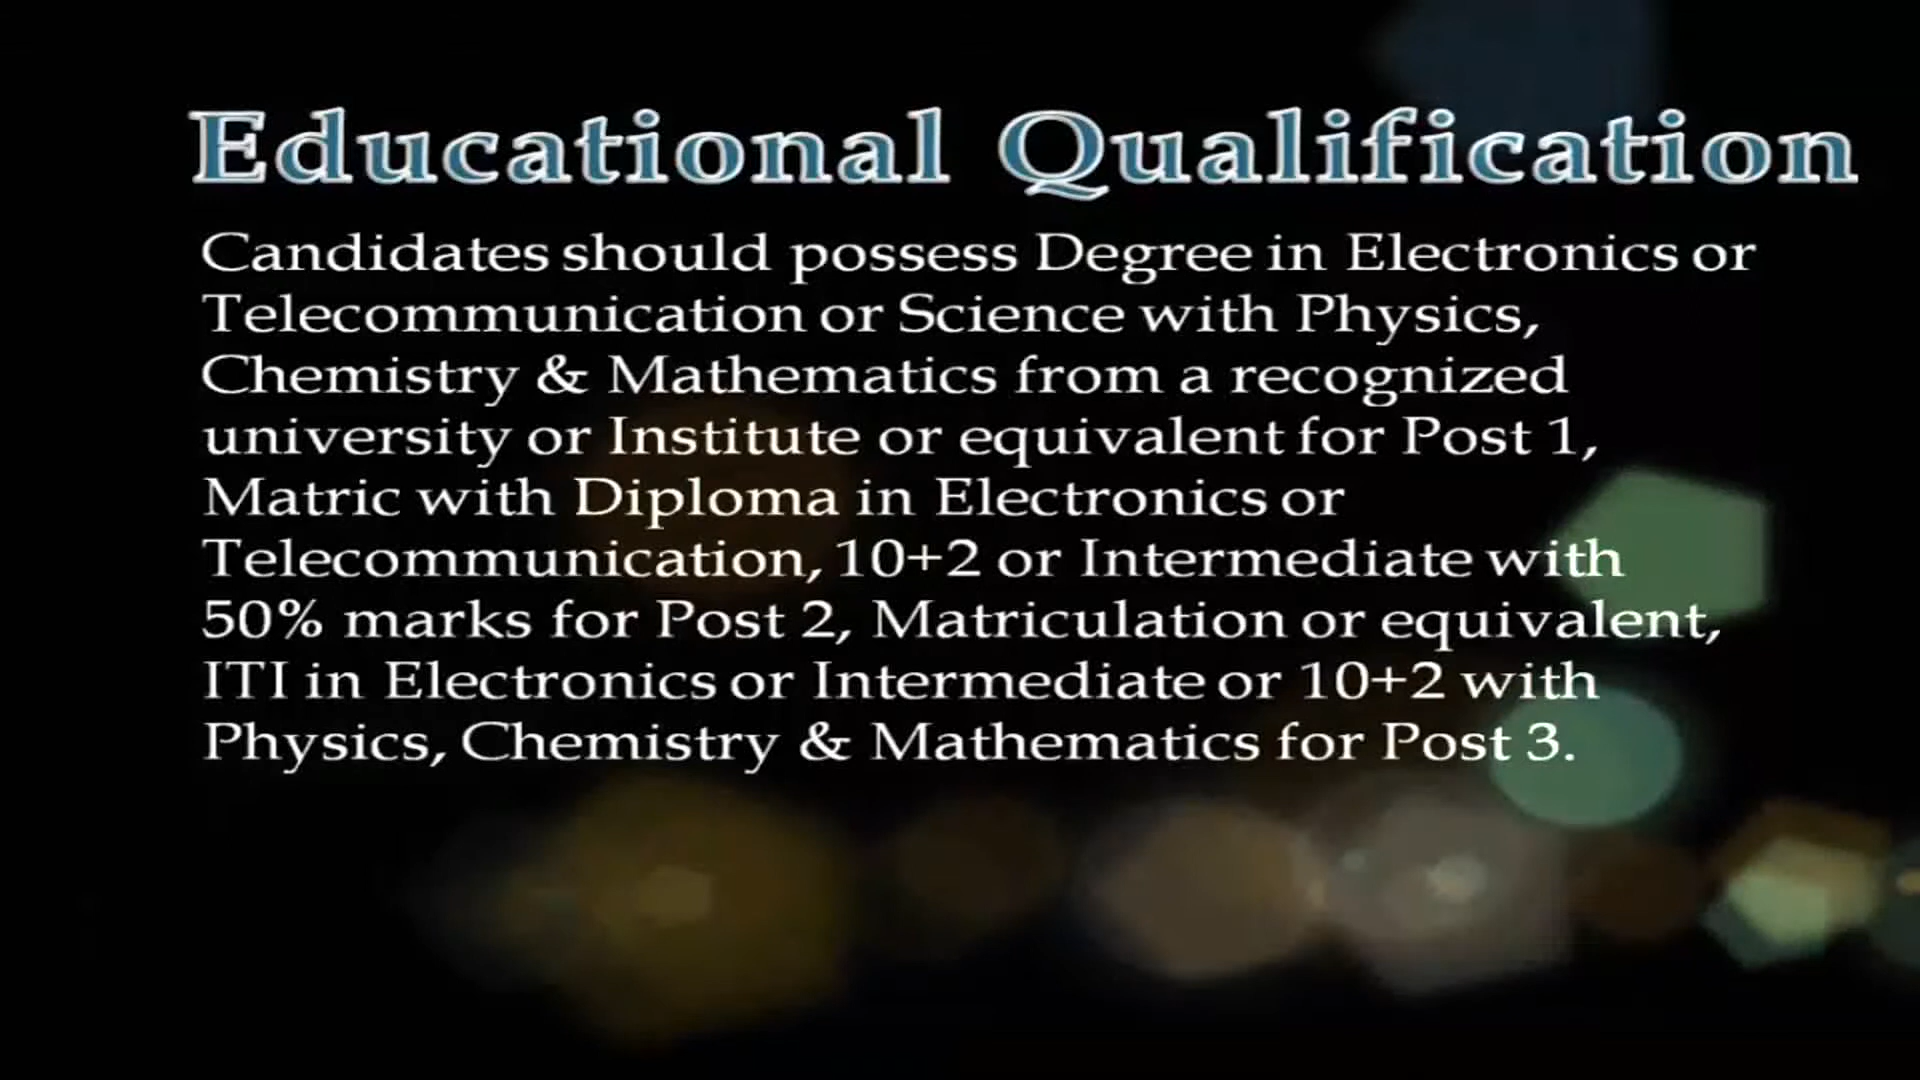 Educational Qualification
Candidates should possess Degree in Electronics or
Telecommunication or Science with Physics,
Chemistry & Mathematics from a recognized
university or Institute or equivalent for Post 1,
Matric with Diploma in Electronics or
Telecommunication, 10+2 or Intermediate with
50% marks for Post 2, Matriculation or equivalent,
ITI in Electronics or Intermediate or 10+2 with
Physics, Chemistry & Mathematics for Post 3.